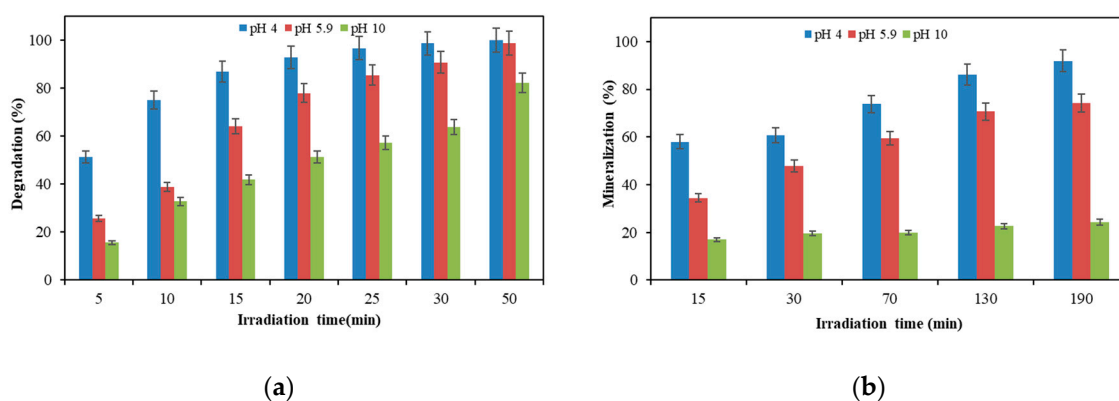 pH 4 pH 5.9 pH 10
100
80
60
40
20
0
Degradation (%)
5 10 15 20 25 30 50
Irradiation time(min)
(a)
pH 4 pH 5.9 pH 10
100
80
60
40
20
0
Mineralization (%)
15 30 70 130 190
Irradiation time (min)
(b)